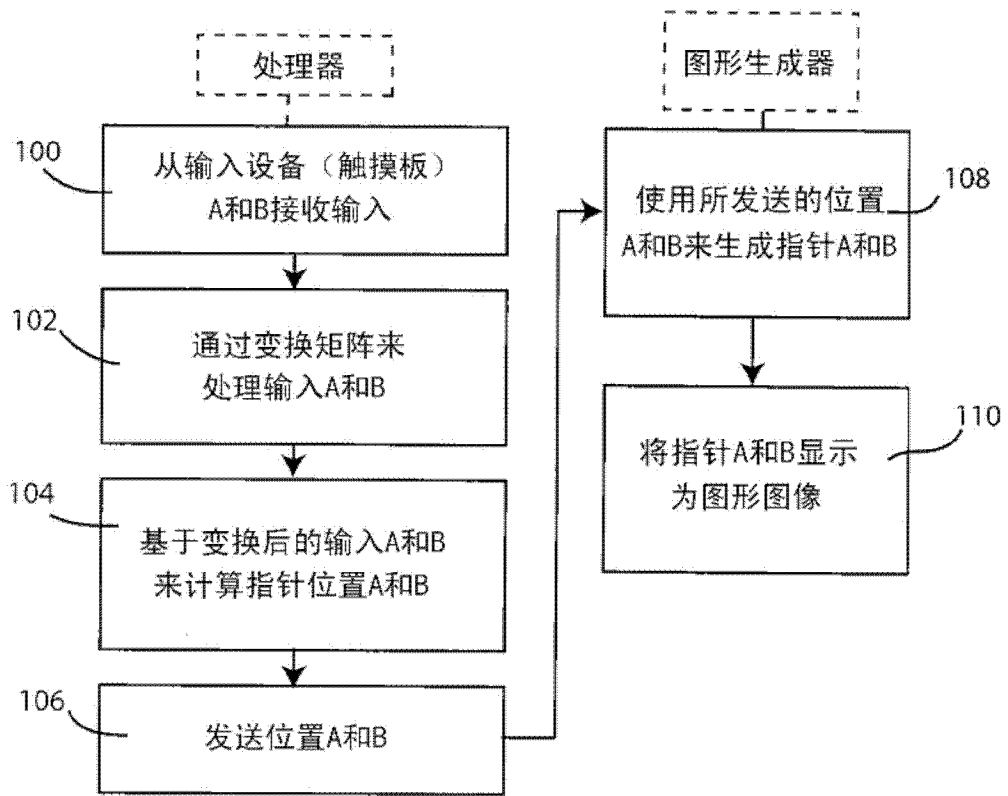 处理器
100
从输入设备（触摸板）
A和B接收输入
102
通过变换矩阵来
处理输入A和B
104
基于变换后的输入A和B
来计算指针位置A和B
106
发送位置A和B
图形生成器
108
使用所发送的位置
A和B来生成指针A和B
110
将指针A和B显示
为图形图像